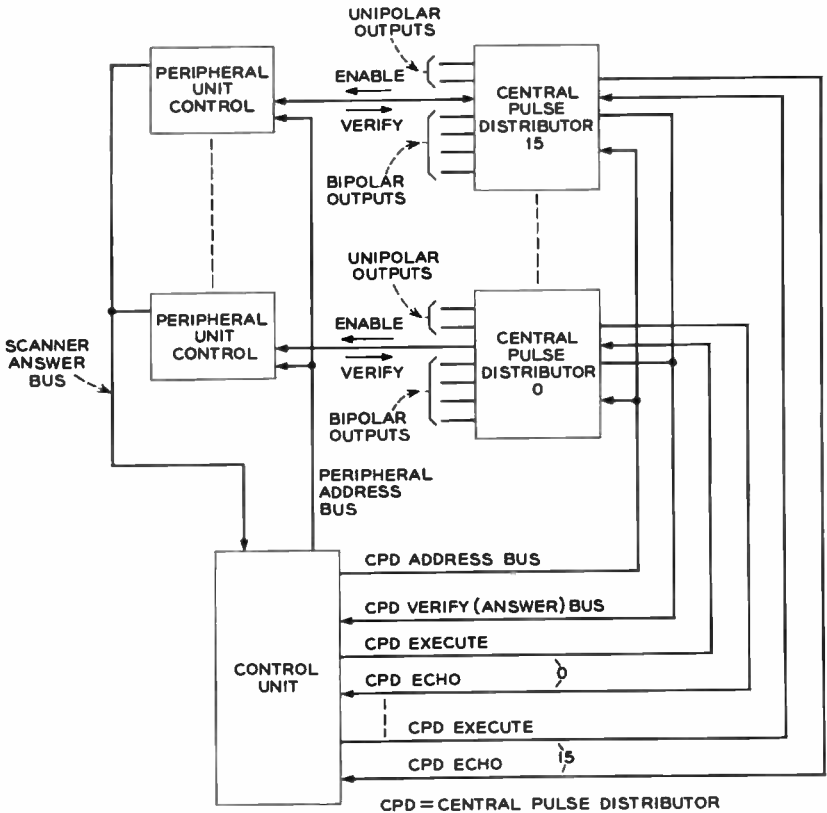 UNIPOLAR
OUTPUTS
PERIPHERAL
UNIT
CONTROL
ENABLE
VERIFY
CENTRAL
PULSE
DISTRIBUTOR
15
BIPOLAR
OUTPUTS
UNIPOLAR
OUTPUTS
PERIPHERAL
UNIT
CONTROL
ENABLE
VERIFY
CENTRAL
PULSE
DISTRIBUTOR
0
SCANNER
ANSWER
BUS
BIPOLAR
OUTPUTS
PERIPHERAL
ADDRESS
BUS
CPD ADDRESS BUS
CPD VERIFY (ANSWER) BUS
CPD EXECUTE
0
CPD ECHO
CONTROL
UNIT
CPD EXECUTE
15
CPD ECHO
CPD = CENTRAL PULSE DISTRIBUTOR